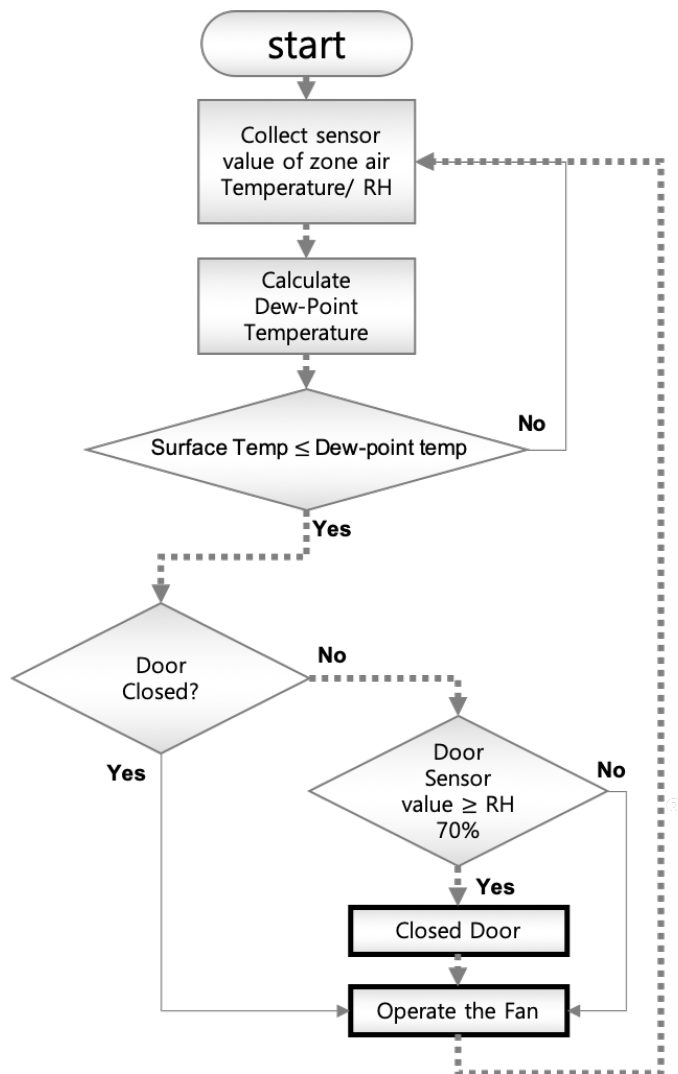 start
Collect sensor
value of zone air
Temperature/ RH
Calculate
Dew-Point
Temperature
Surface Temp ≤ Dew-point temp
No
Yes
Door
Closed?
No
Yes
Door
Sensor
value ≥ RH
70%
No
Yes
Closed Door
Operate the Fan